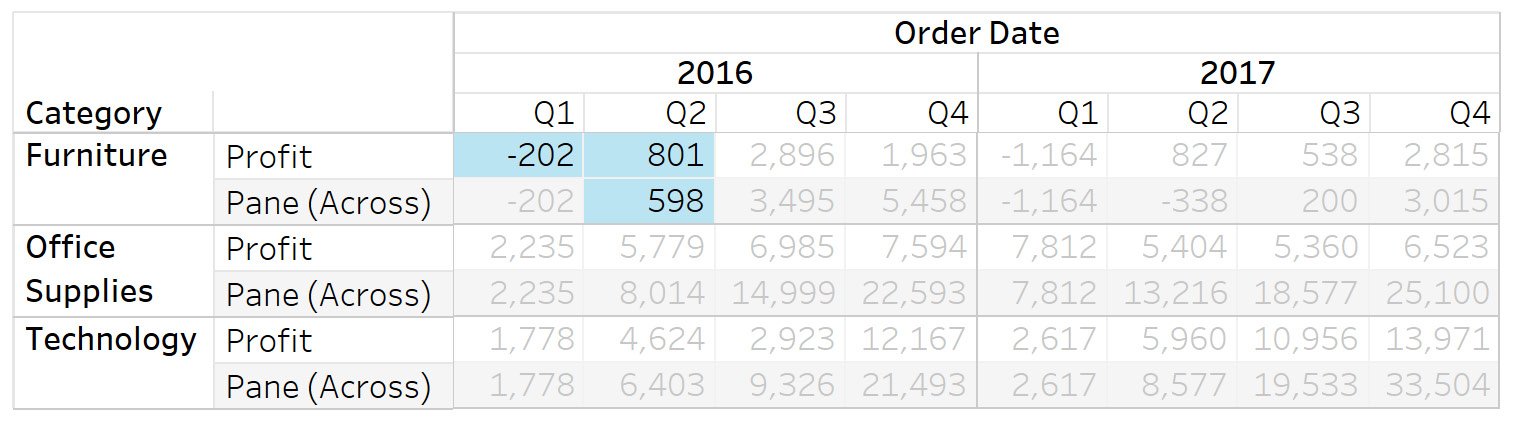 Order Date
2016 2017
Category Q1 Q2 Q3 Q4 Q1 Q2 Q3 Q4
Furniture Profit -202 801 2,896 1,963 -1,164 827 538 2,815
Pane (Across) -202 598 3,495 5,458 -1,164 -338 200 3,015
Office Profit 2,235 5,779 6,985 7,594 7,812 5,404 5,360 6,523
Supplies Pane (Across) 2,235 8,014 14,999 22,593 7,812 13,216 18,577 25,100
Technology Profit 1,778 4,624 2,923 12,167 2,617 5,960 10,956 13,971
Pane (Across) 1,778 6,403 9,326 21,493 2,617 8,577 19,533 33,504